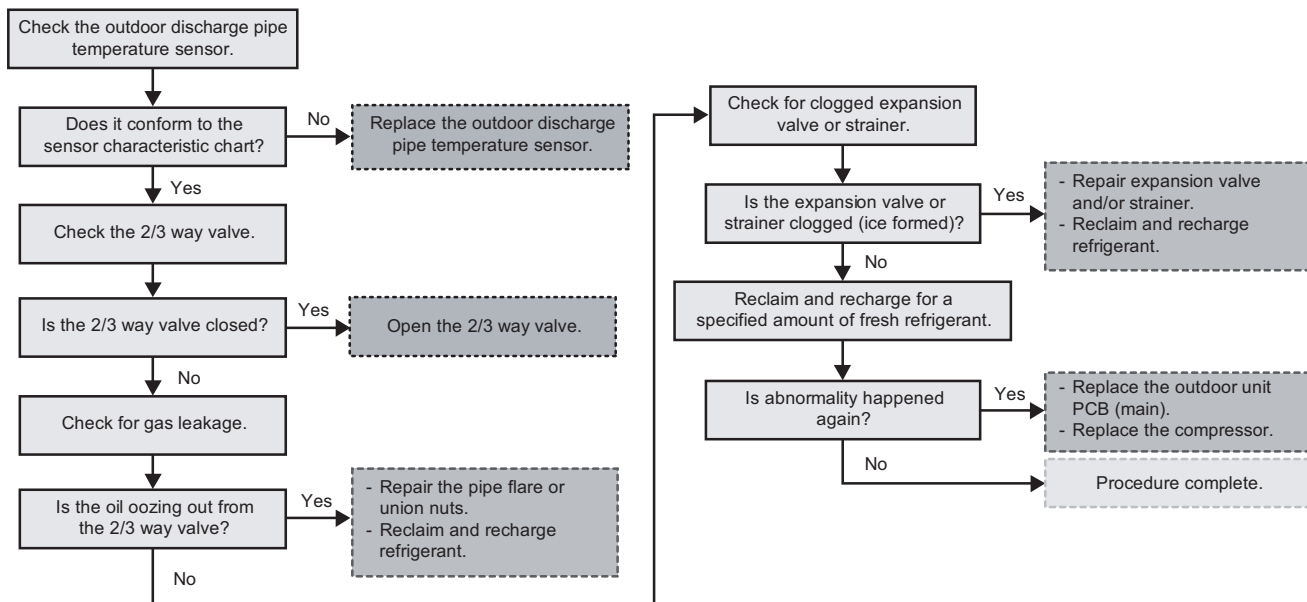 Check the outdoor discharge pipe
temperature sensor.
Does it conform to the
sensor characteristic chart?
No
Replace the outdoor discharge
pipe temperature sensor.
Yes
Check the 2/3 way valve.
Is the 2/3 way valve closed?
Yes
Open the 2/3 way valve.
No
Check for gas leakage.
Is the oil oozing out from
the 2/3 way valve?
Yes
- Repair the pipe flare or
union nuts.
- Reclaim and recharge
refrigerant.
No
Check for clogged expansion
valve or strainer.
Is the expansion valve or
strainer clogged (ice formed)?
Yes
- Repair expansion valve
and/or strainer.
- Reclaim and recharge
refrigerant.
No
Reclaim and recharge for a
specified amount of fresh refrigerant.
Is abnormality happened
again?
Yes
- Replace the outdoor unit
PCB (main).
- Replace the compressor.
No
Procedure complete.